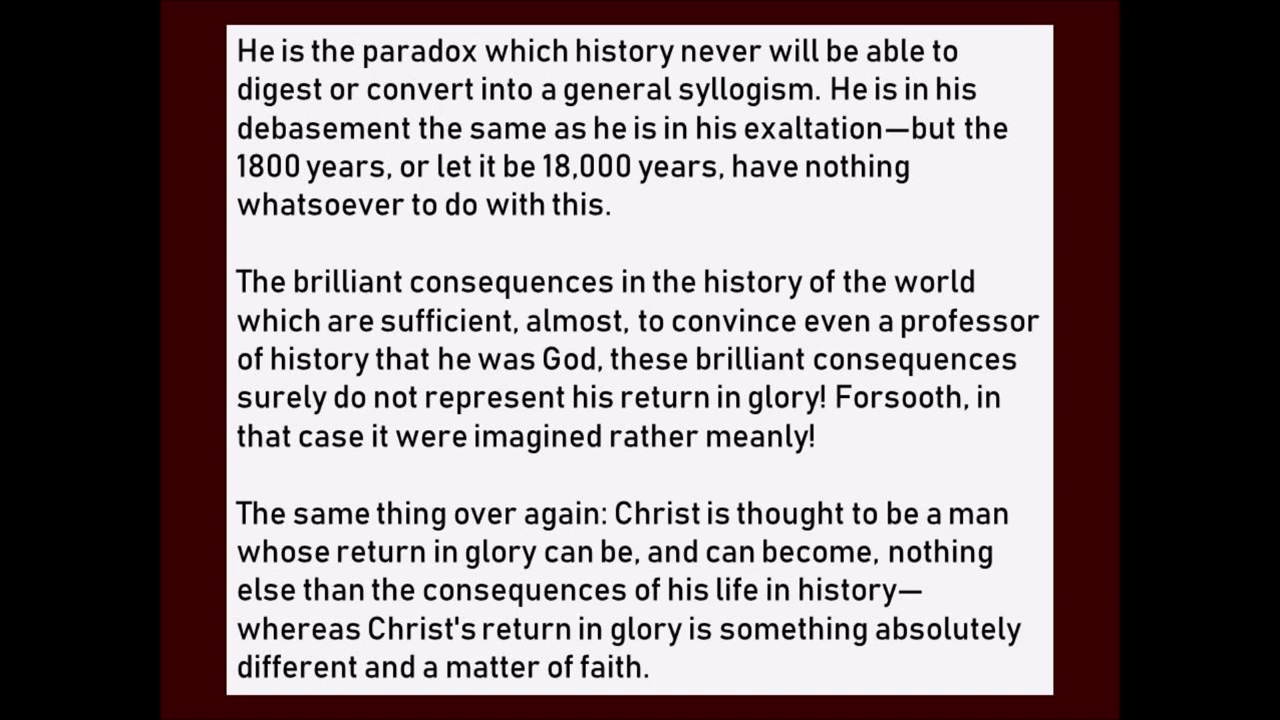 He is the paradox which history never will be able to
digest or convert into a general syllogism. He is in his
debasement the same as he is in his exaltation—but the
1800 years, or let it be 18,000 years, have nothing
whatsoever to do with this.
The brilliant consequences in the history of the world
which are sufficient, almost, to convince even a professor
of history that he was God, these brilliant consequences
surely do not represent his return in glory! Forsooth, in
that case it were imagined rather meanly!
The same thing over again: Christ is thought to be a man
whose return in glory can be, and can become, nothing
else than the consequences of his life in history—
whereas Christ's return in glory is something absolutely
different and a matter of faith.